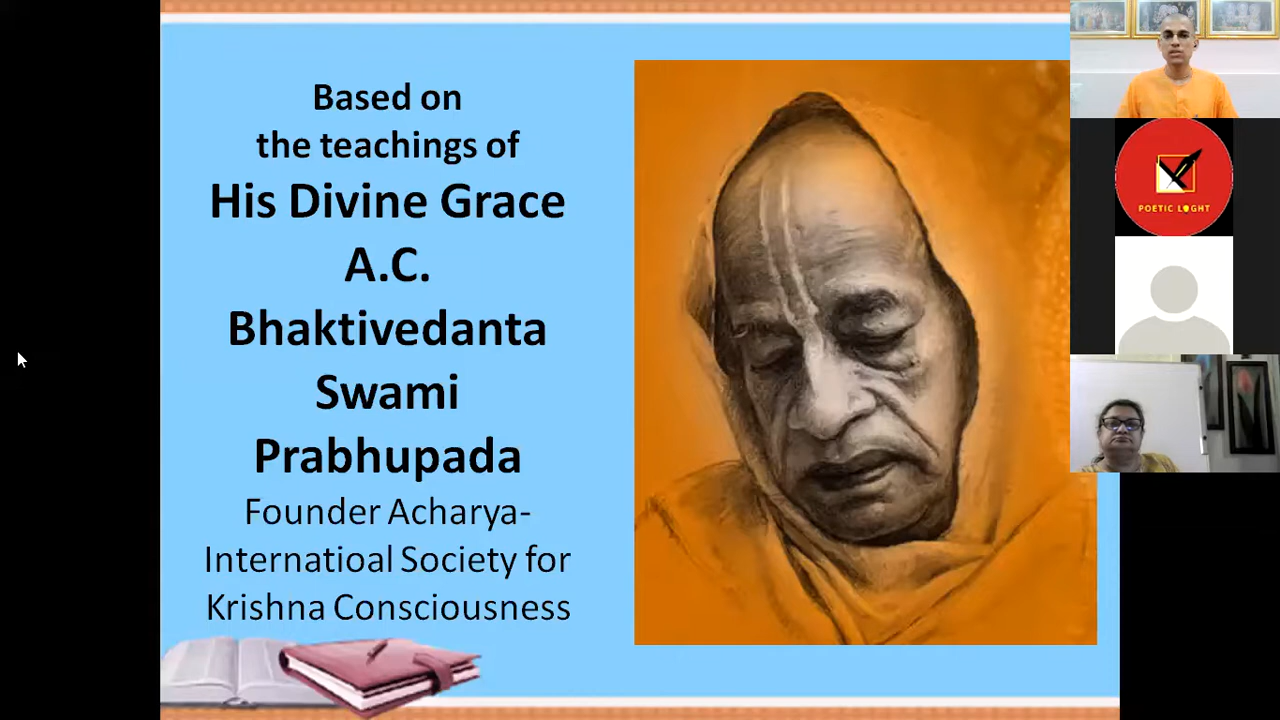 Based on
the teachings of
His Divine Grace
A.C.
Bhaktivedanta
Swami
Prabhupada
Founder Acharya-
Internatioal Society for
Krishna Consciousness
POETIC LIGHT